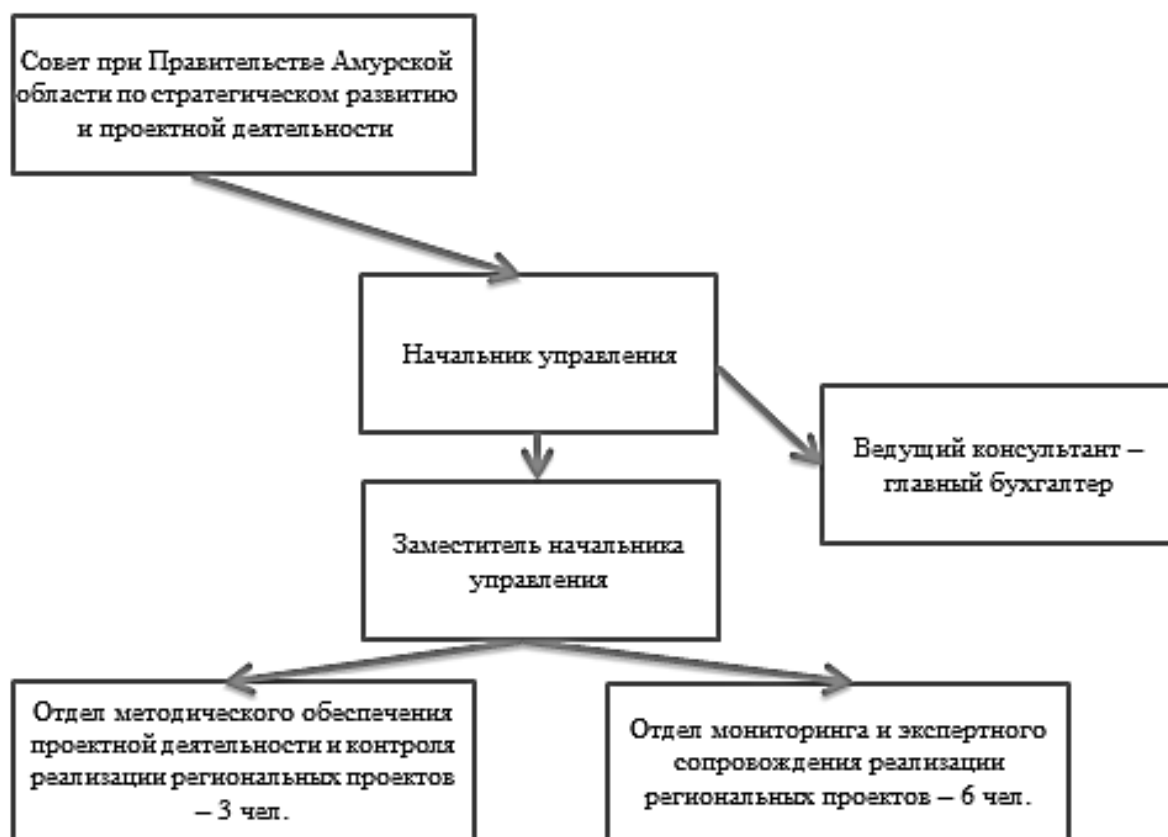 Совет при Правительстве Амурской
области по стратегическом развитию
и проектной деятельности
Начальник управления
Ведущий консультант –
главный бухгалтер
Заместитель начальника
управления
Отдел методического обеспечения
проектной деятельности и контроля
реализации региональных проектов
– 3 чел.
Отдел мониторинга и экспертного
сопровождения реализации
региональных проектов – 6 чел.